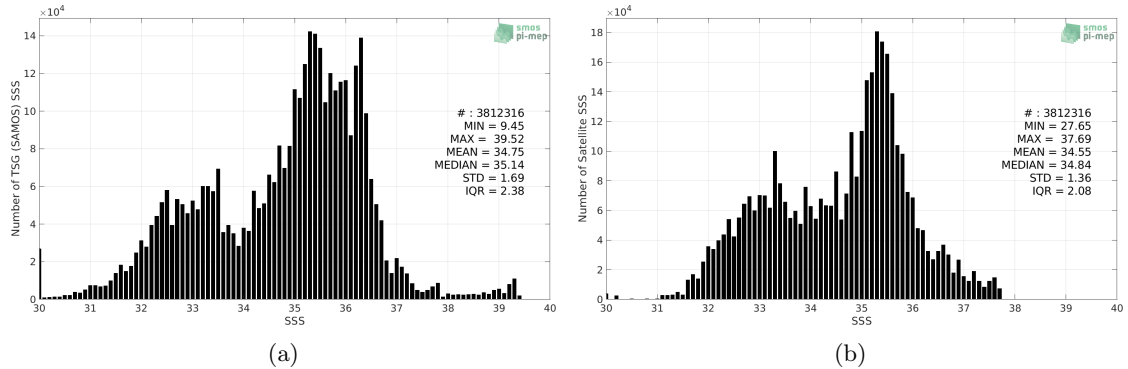 ×10⁴
smos
pi-mep
14
12
10
8
6
4
2
0
Number of TSG (SAMOS) SSS
# : 3812316
MIN = 9.45
MAX = 39.52
MEAN = 34.75
MEDIAN = 35.14
STD = 1.69
IQR = 2.38
30 31 32 33 34 35 36 37 38 39 40
SSS
(a)
×10⁴
smos
pi-mep
18
16
14
12
10
8
6
4
2
0
Number of Satellite SSS
# : 3812316
MIN = 27.65
MAX = 37.69
MEAN = 34.55
MEDIAN = 34.84
STD = 1.36
IQR = 2.08
30 31 32 33 34 35 36 37 38 39 40
SSS
(b)